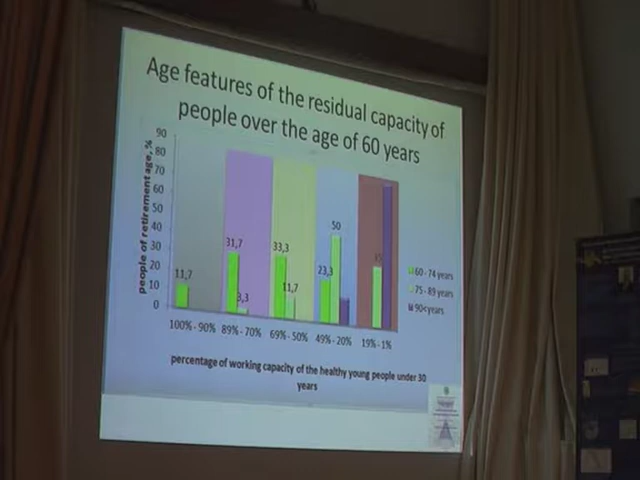 Age features of the residual capacity of
people over the age of 60 years
people of retirement age, %
90
80
70
60
50
40
30
20
10
0
11,7
31,7
3,3
33,3
11,7
23,3
50
100% - 90%
89% - 70%
69% - 50%
49% - 20%
19% - 1%
60 - 74 years
75 - 89 years
90<years
percentage of working capacity of the healthy young people under 30
years